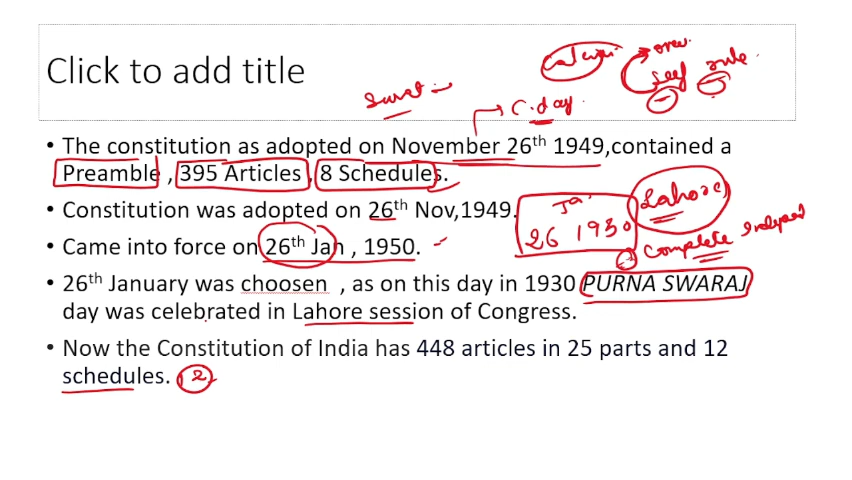 Click to add title
self rule
C. day
• The constitution as adopted on November 26th 1949,contained a
Preamble , 395 Articles , 8 Schedules.
• Constitution was adopted on 26th Nov,1949.
Jan
26 1930
Lahore
• Came into force on 26th Jan , 1950.
Complete
• 26th January was choosen , as on this day in 1930 PURNA SWARAJ
day was celebrated in Lahore session of Congress.
• Now the Constitution of India has 448 articles in 25 parts and 12
schedules. 2